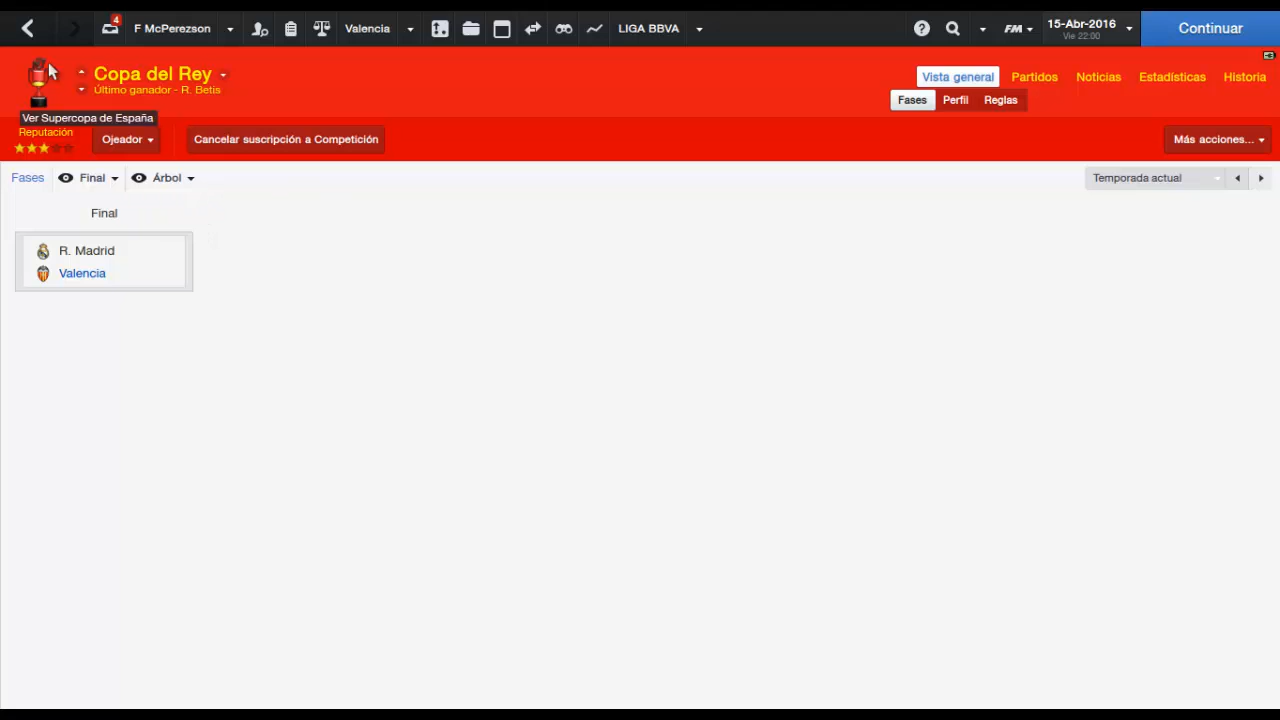 4
F McPerezson
Valencia
LIGA BBVA
FM
15-Abr-2016
Vie 22:00
Continuar
Copa del Rey
Último ganador - R. Betis
Vista general
Partidos
Noticias
Estadísticas
Historia
Fases
Perfil
Reglas
Ver Supercopa de España
Reputación
Ojeador
Cancelar suscripción a Competición
Más acciones...
Fases
Final
Árbol
Temporada actual
Final
R. Madrid
Valencia